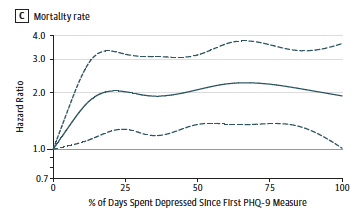 C Mortality rate
4.0
3.0
2.0
1.0
0.7
Hazard Ratio
0 25 50 75 100
% of Days Spent Depressed Since First PHQ-9 Measure